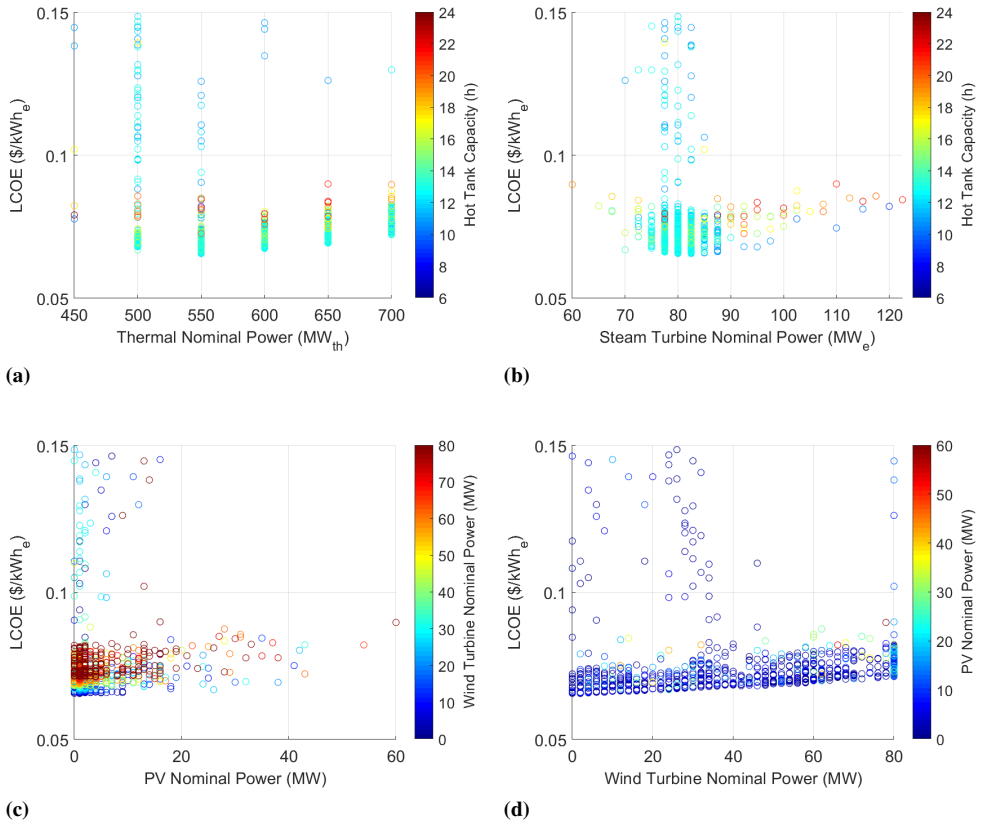 0.15
0.1
0.05
LCOE ($/kWh_e)
450 500 550 600 650 700
Thermal Nominal Power (MW_th)
24
22
20
18
16
14
12
10
8
6
Hot Tank Capacity (h)
(a)
0.15
0.1
0.05
LCOE ($/kWh_e)
60 70 80 90 100 110 120
Steam Turbine Nominal Power (MW_e)
24
22
20
18
16
14
12
10
8
6
Hot Tank Capacity (h)
(b)
0.15
0.1
0.05
LCOE ($/kWh_e)
0 20 40 60
PV Nominal Power (MW)
80
70
60
50
40
30
20
10
0
Wind Turbine Nominal Power (MW)
(c)
0.15
0.1
0.05
LCOE ($/kWh_e)
0 20 40 60 80
Wind Turbine Nominal Power (MW)
60
50
40
30
20
10
0
PV Nominal Power (MW)
(d)